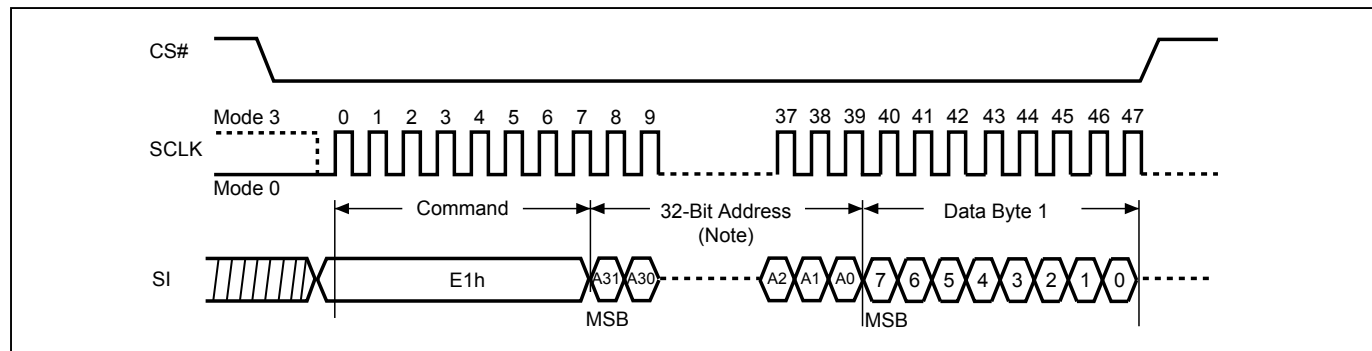 CS#
Mode 3 0 1 2 3 4 5 6 7 8 9 37 38 39 40 41 42 43 44 45 46 47
SCLK
Mode 0
Command 32-Bit Address Data Byte 1
(Note)
SI E1h A31 A30 A2 A1 A0 7 6 5 4 3 2 1 0
MSB MSB